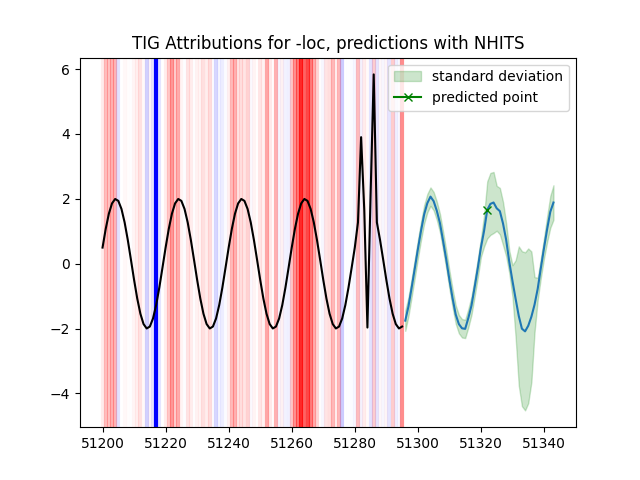 TIG Attributions for -loc, predictions with NHITS
standard deviation
predicted point
6
4
2
0
−2
−4
51200 51220 51240 51260 51280 51300 51320 51340